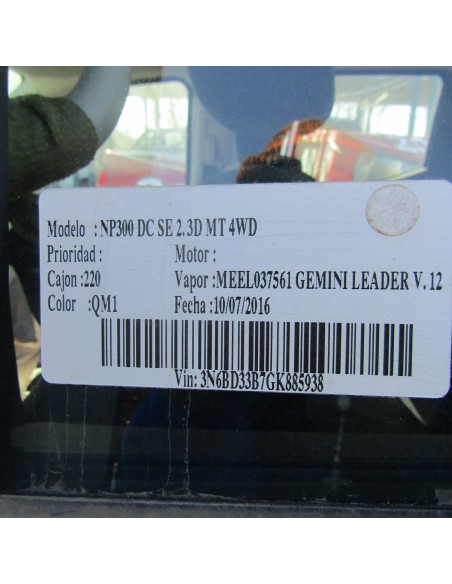 Modelo : NP300 DC SE 2.3D MT 4WD
Prioridad : Motor :
Cajon :220 Vapor :MEEL037561 GEMINI LEADER V. 12
Color :QM1 Fecha :10/07/2016
Vin: 3N6BD33B7GK885938